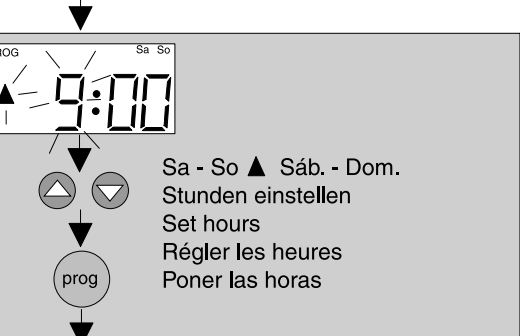 Sa So
9:00
Sa - So ▲ Sáb. - Dom.
Stunden einstellen
Set hours
Régler les heures
prog Poner las horas